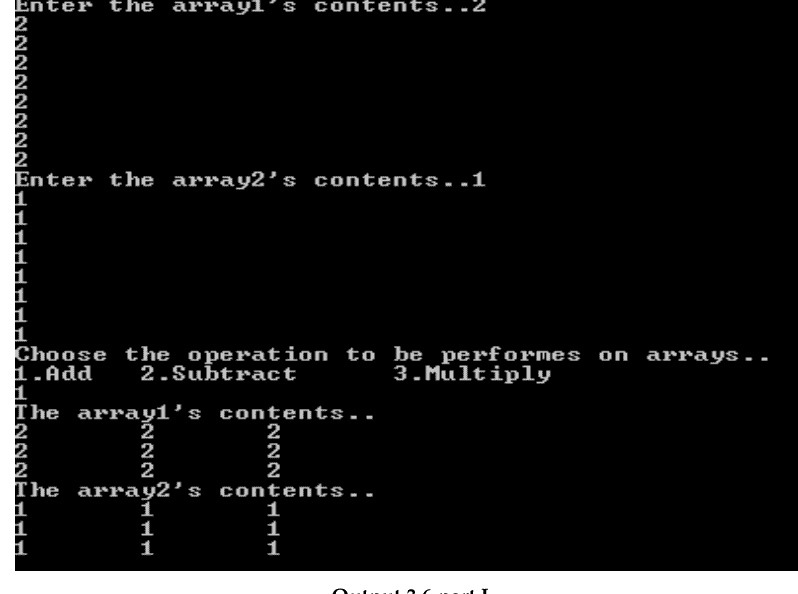 Enter the array1's contents..2
2
2
2
2
2
2
2
2
Enter the array2's contents..1
1
1
1
1
1
1
1
1
Choose the operation to be performes on arrays..
1.Add 2.Subtract 3.Multiply
1
The array1's contents..
2 2 2
2 2 2
2 2 2
The array2's contents..
1 1 1
1 1 1
1 1 1
Output 3.6 part I